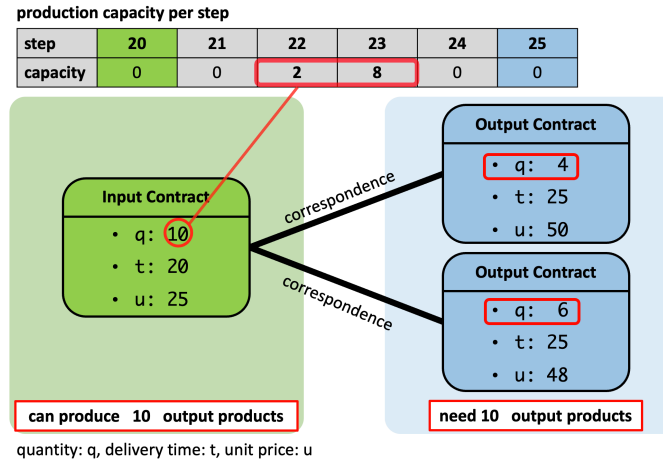 production capacity per step
step 20 21 22 23 24 25
capacity 0 0 2 8 0 0
Input Contract
• q: 10
• t: 20
• u: 25
correspondence
correspondence
Output Contract
• q: 4
• t: 25
• u: 50
Output Contract
• q: 6
• t: 25
• u: 48
can produce 10 output products
need 10 output products
quantity: q, delivery time: t, unit price: u